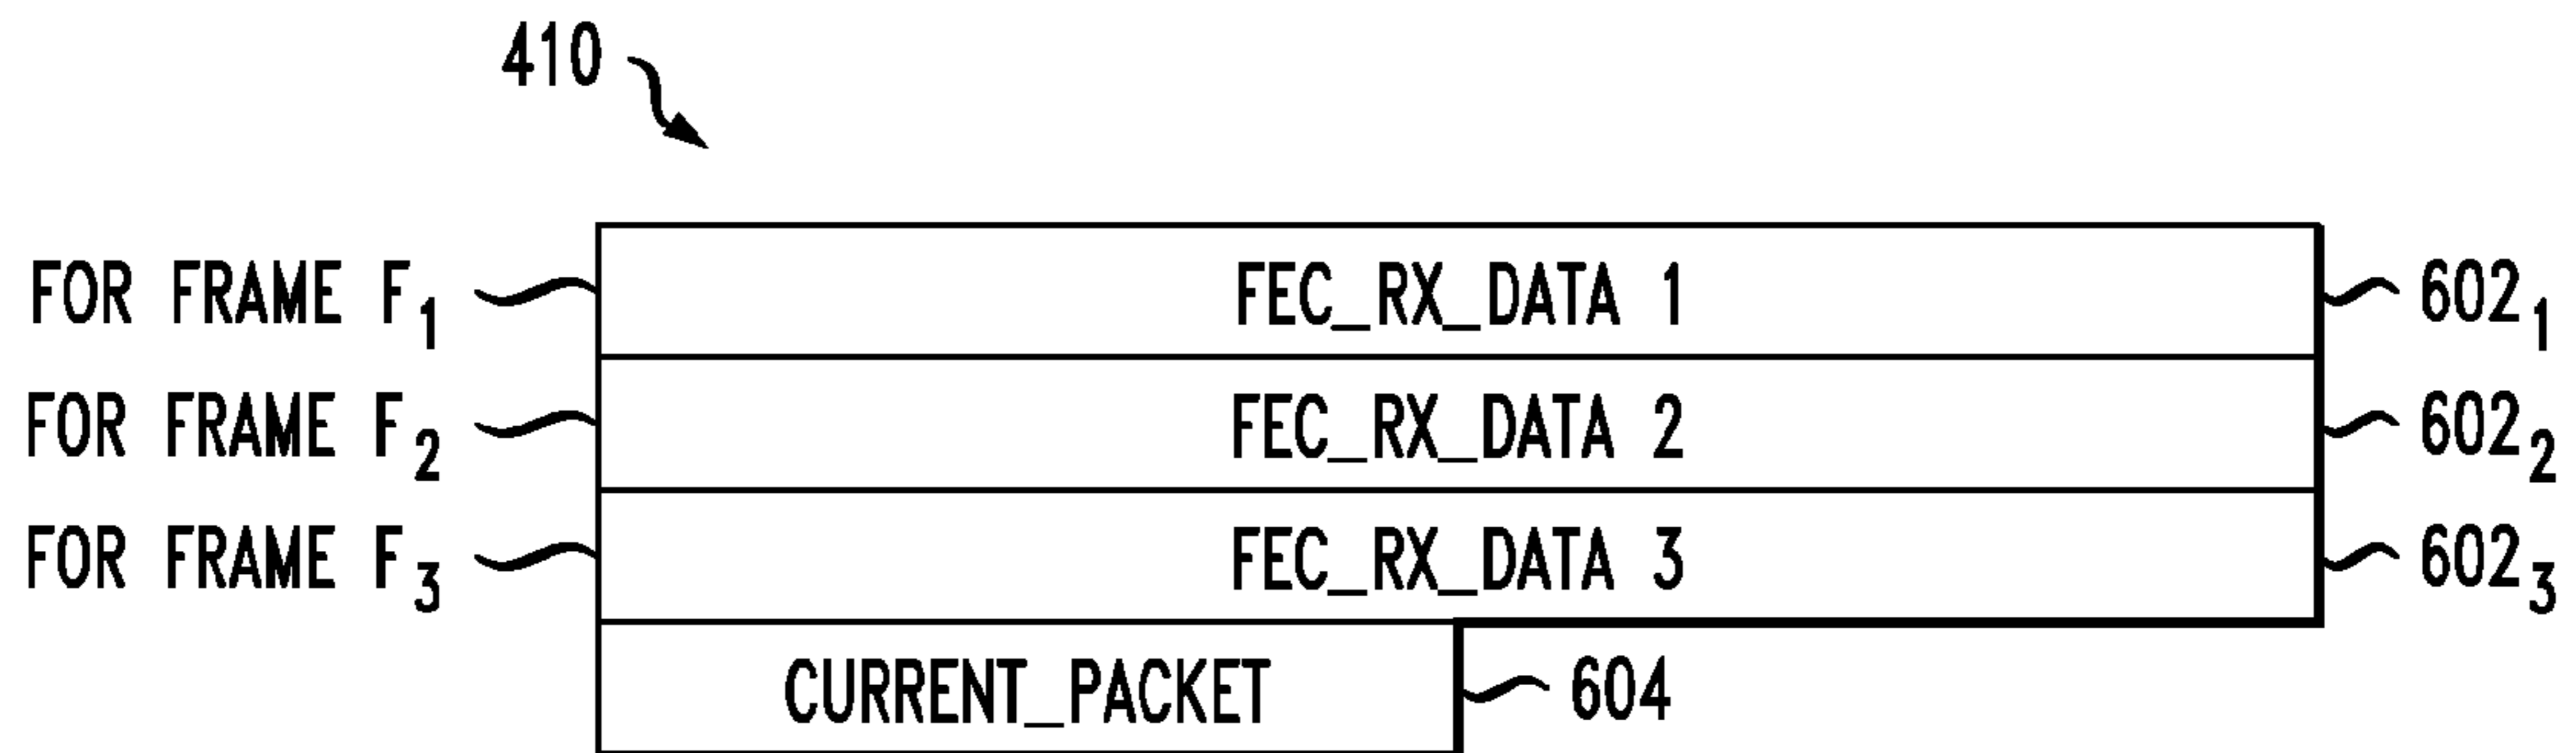 410
FOR FRAME F₁ FEC_RX_DATA 1 602₁
FOR FRAME F₂ FEC_RX_DATA 2 602₂
FOR FRAME F₃ FEC_RX_DATA 3 602₃
CURRENT_PACKET 604